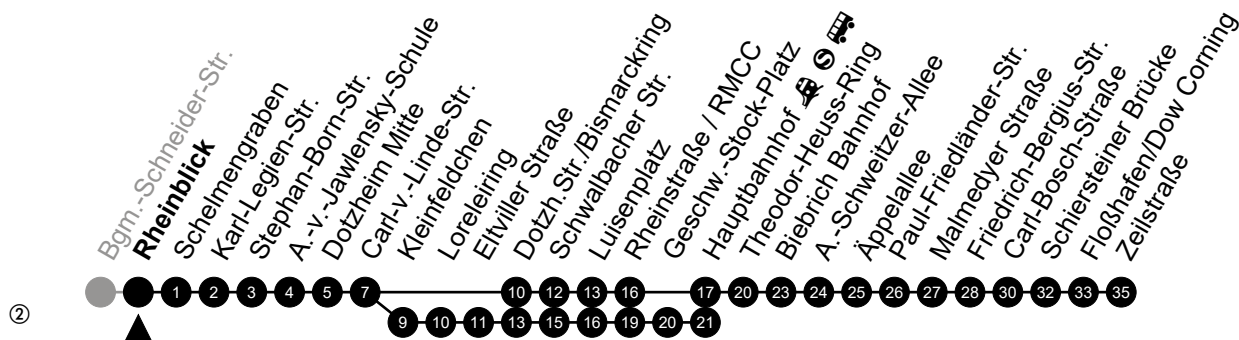 Bgm.-Schneider-Str.
Rheinblick
Schelmengraben
Karl-Legien-Str.
Stephan-Born-Str.
A.-v.-Jawlensky-Schule
Dotzheim Mitte
Carl-v.-Linde-Str.
Kleinfeldchen
Loreleiring
Eltviller Straße
Dotzh.Str./Bismarckring
Schwalbacher Str.
Luisenplatz
Rheinstraße / RMCC
Geschw.-Stock-Platz
Hauptbahnhof S
Theodor-Heuss-Ring
Biebrich Bahnhof
A.-Schweitzer-Allee
Äppelallee
Paul-Friedländer-Str.
Malmedyer Straße
Friedrich-Bergius-Str.
Carl-Bosch-Straße
Schiersteiner Brücke
Floßhafen/Dow Corning
Zeilstraße
1 2 3 4 5 7 10 12 13 16 17 20 23 24 25 26 27 28 30 32 33 35
② 9 10 11 13 15 16 19 20 21